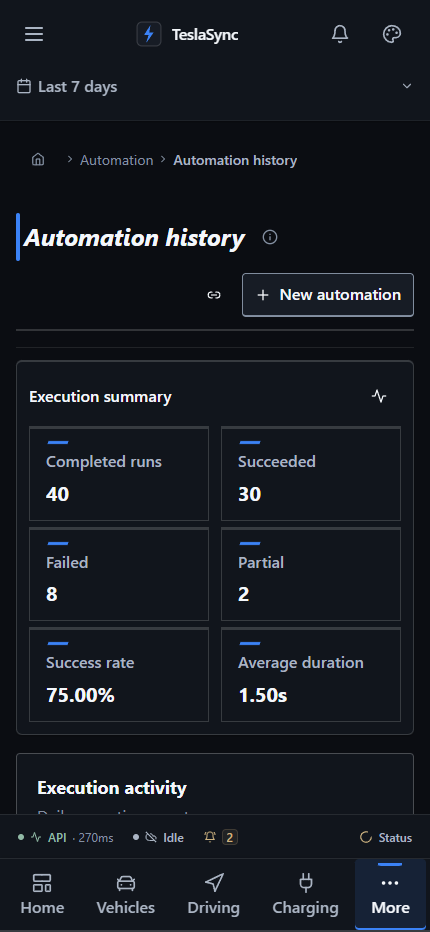 TeslaSync
Last 7 days
Automation
Automation history
Automation history
New automation
Execution summary
Completed runs
40
Succeeded
30
Failed
8
Partial
2
Success rate
75.00%
Average duration
1.50s
Execution activity
API · 270ms
Idle
2
Status
Home
Vehicles
Driving
Charging
More